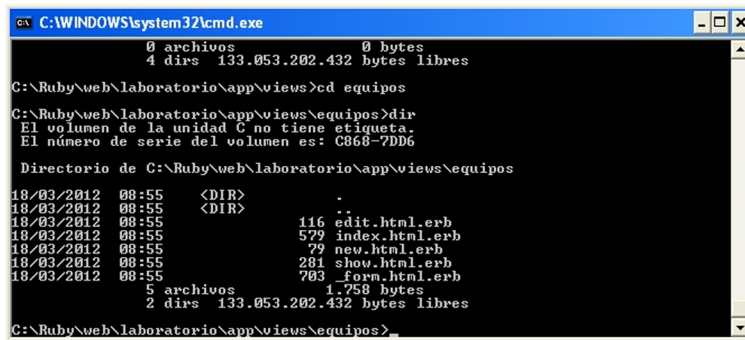 C:\WINDOWS\system32\cmd.exe
0 archivos 0 bytes
4 dirs 133.053.202.432 bytes libres
C:\Ruby\web\laboratorio\app\views>cd equipos
C:\Ruby\web\laboratorio\app\views\equipos>dir
El volumen de la unidad C no tiene etiqueta.
El número de serie del volumen es: C868-7DD6
Directorio de C:\Ruby\web\laboratorio\app\views\equipos
18/03/2012 08:55 <DIR> .
18/03/2012 08:55 <DIR> ..
18/03/2012 08:55 116 edit.html.erb
18/03/2012 08:55 579 index.html.erb
18/03/2012 08:55 79 new.html.erb
18/03/2012 08:55 281 show.html.erb
18/03/2012 08:55 703 _form.html.erb
5 archivos 1.758 bytes
2 dirs 133.053.202.432 bytes libres
C:\Ruby\web\laboratorio\app\views\equipos>_